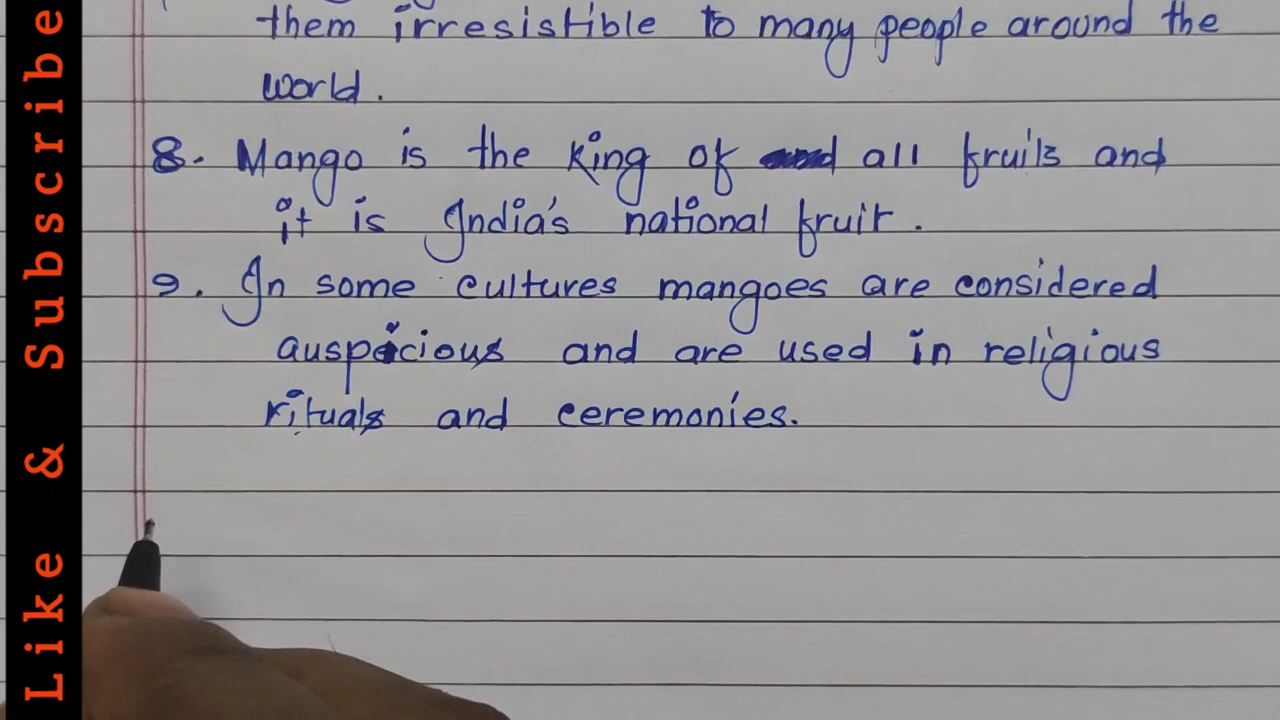 them irresistible to many people around the
world.
8. Mango is the king of all fruits and
it is India's national fruit.
9. In some cultures mangoes are considered
auspicious and are used in religious
rituals and ceremonies.
Like & Subscribe